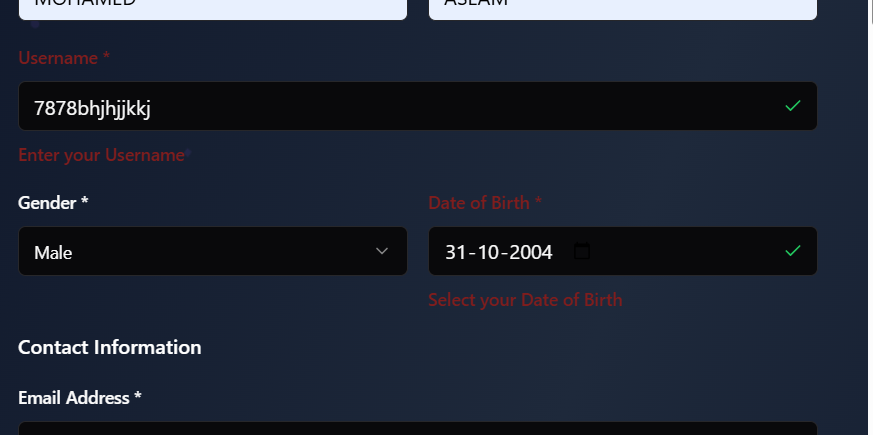 MOHAMED ASLAM
Username *
7878bhjhjjkkj
Enter your Username
Gender * Date of Birth *
Male 31-10-2004
Select your Date of Birth
Contact Information
Email Address *